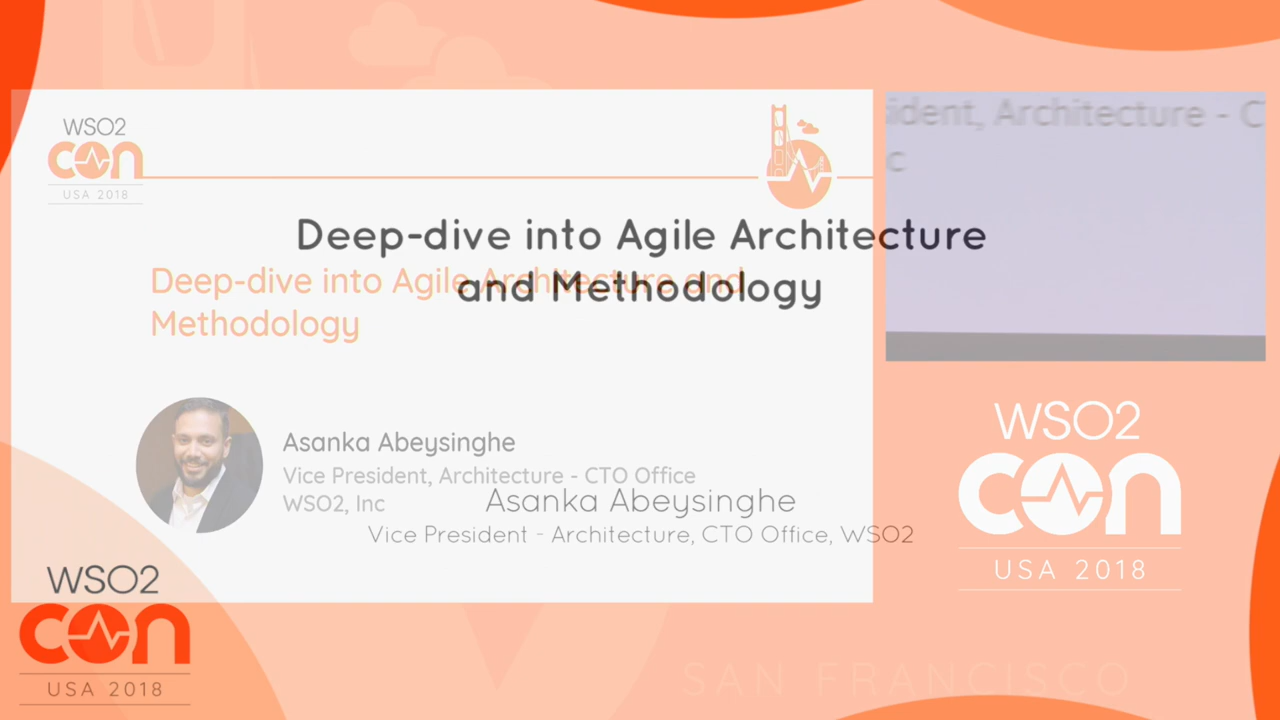 WSO2
con
USA 2018
Deep-dive into Agile Architecture and
Methodology
Asanka Abeysinghe
Vice President, Architecture - CTO Office
WSO2, Inc
Deep-dive into Agile Architecture
and Methodology
Asanka Abeysinghe
Vice President - Architecture, CTO Office, WSO2
ident, Architecture - C
c
WSO2
con
USA 2018
WSO2
con
USA 2018
SAN FRANCISCO